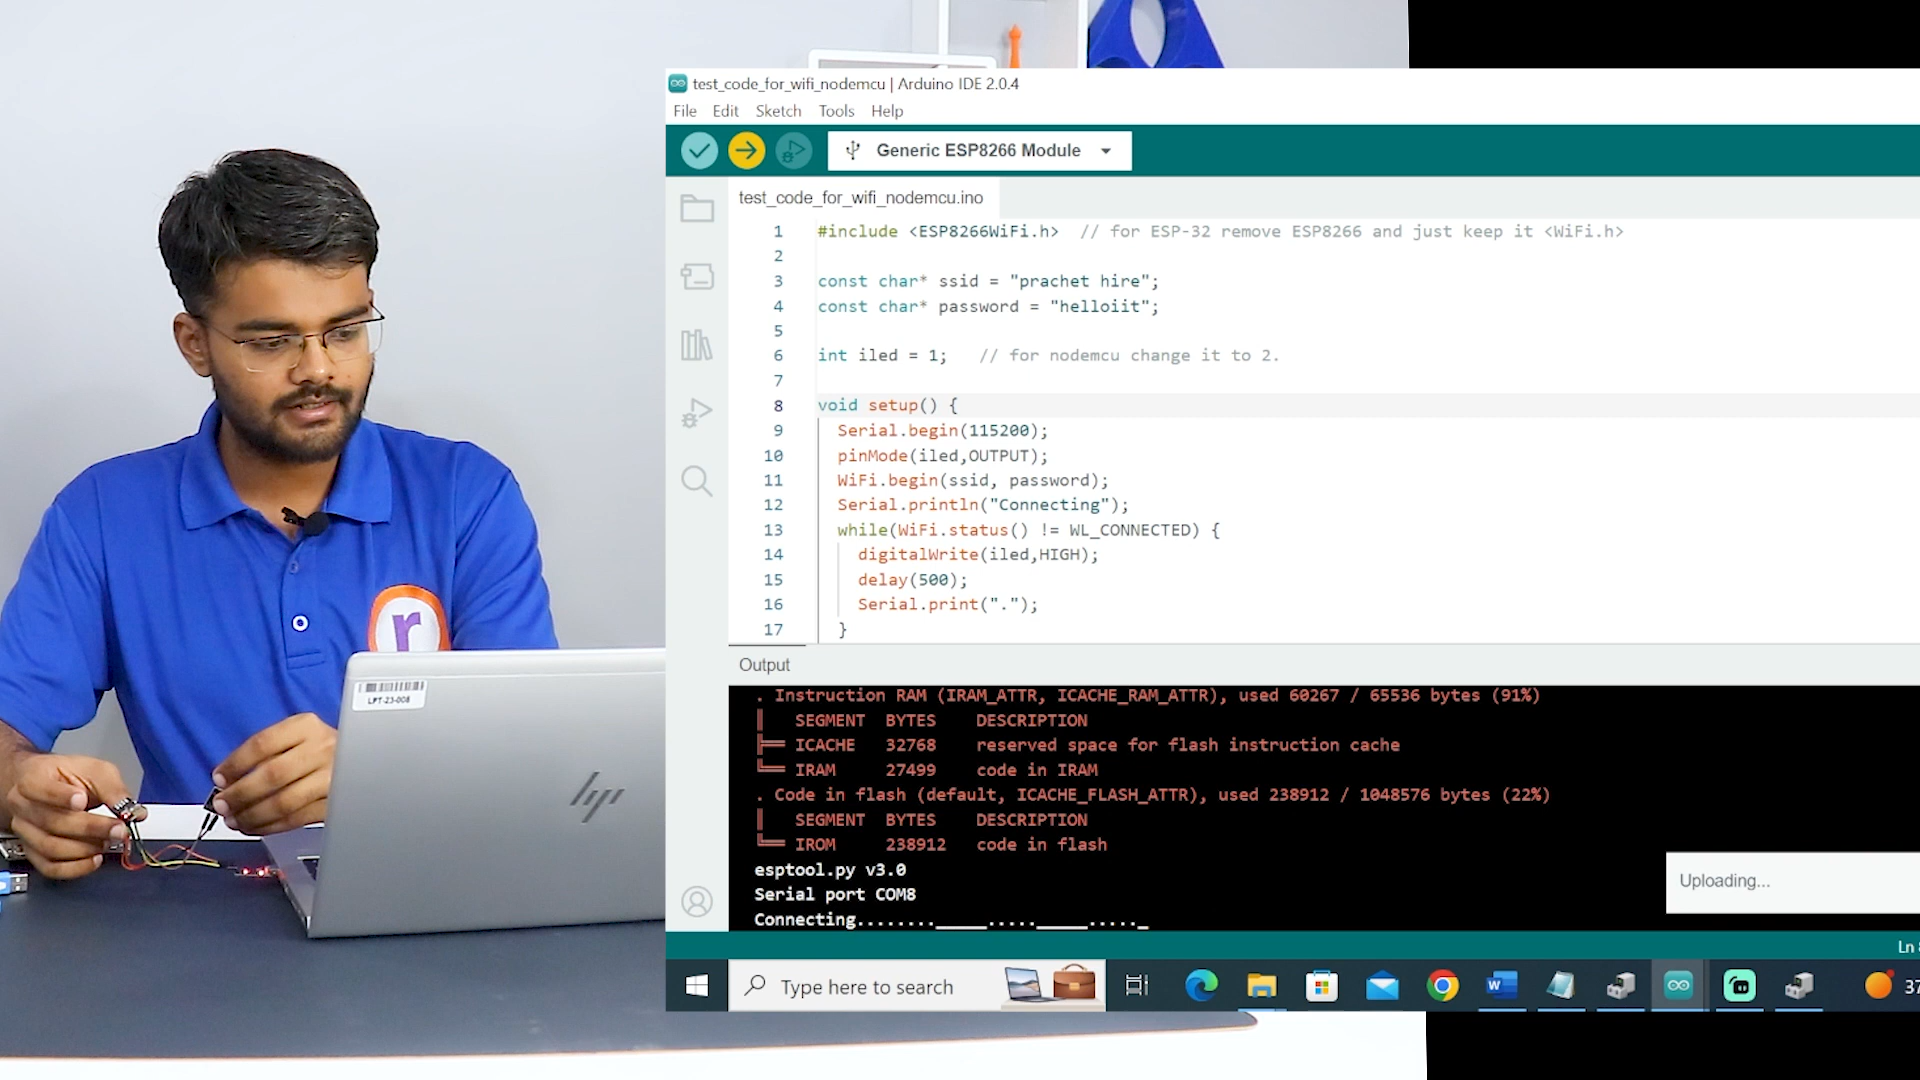 test_code_for_wifi_nodemcu | Arduino IDE 2.0.4
File Edit Sketch Tools Help
Generic ESP8266 Module
test_code_for_wifi_nodemcu.ino
1 #include <ESP8266WiFi.h> // for ESP-32 remove ESP8266 and just keep it <WiFi.h>
2
3 const char* ssid = "prachet hire";
4 const char* password = "helloiit";
5
6 int iled = 1; // for nodemcu change it to 2.
7
8 void setup() {
9 Serial.begin(115200);
10 pinMode(iled,OUTPUT);
11 WiFi.begin(ssid, password);
12 Serial.println("Connecting");
13 while(WiFi.status() != WL_CONNECTED) {
14 digitalWrite(iled,HIGH);
15 delay(500);
16 Serial.print(".");
17 }
Output
. Instruction RAM (IRAM_ATTR, ICACHE_RAM_ATTR), used 60267 / 65536 bytes (91%)
║ SEGMENT BYTES DESCRIPTION
╠══ ICACHE 32768 reserved space for flash instruction cache
╚══ IRAM 27499 code in IRAM
. Code in flash (default, ICACHE_FLASH_ATTR), used 238912 / 1048576 bytes (22%)
║ SEGMENT BYTES DESCRIPTION
╚══ IROM 238912 code in flash
esptool.py v3.0
Serial port COM8
Connecting........_____....._____....._
Uploading...
Ln
Type here to search
37
r
LPT-23-008
hp